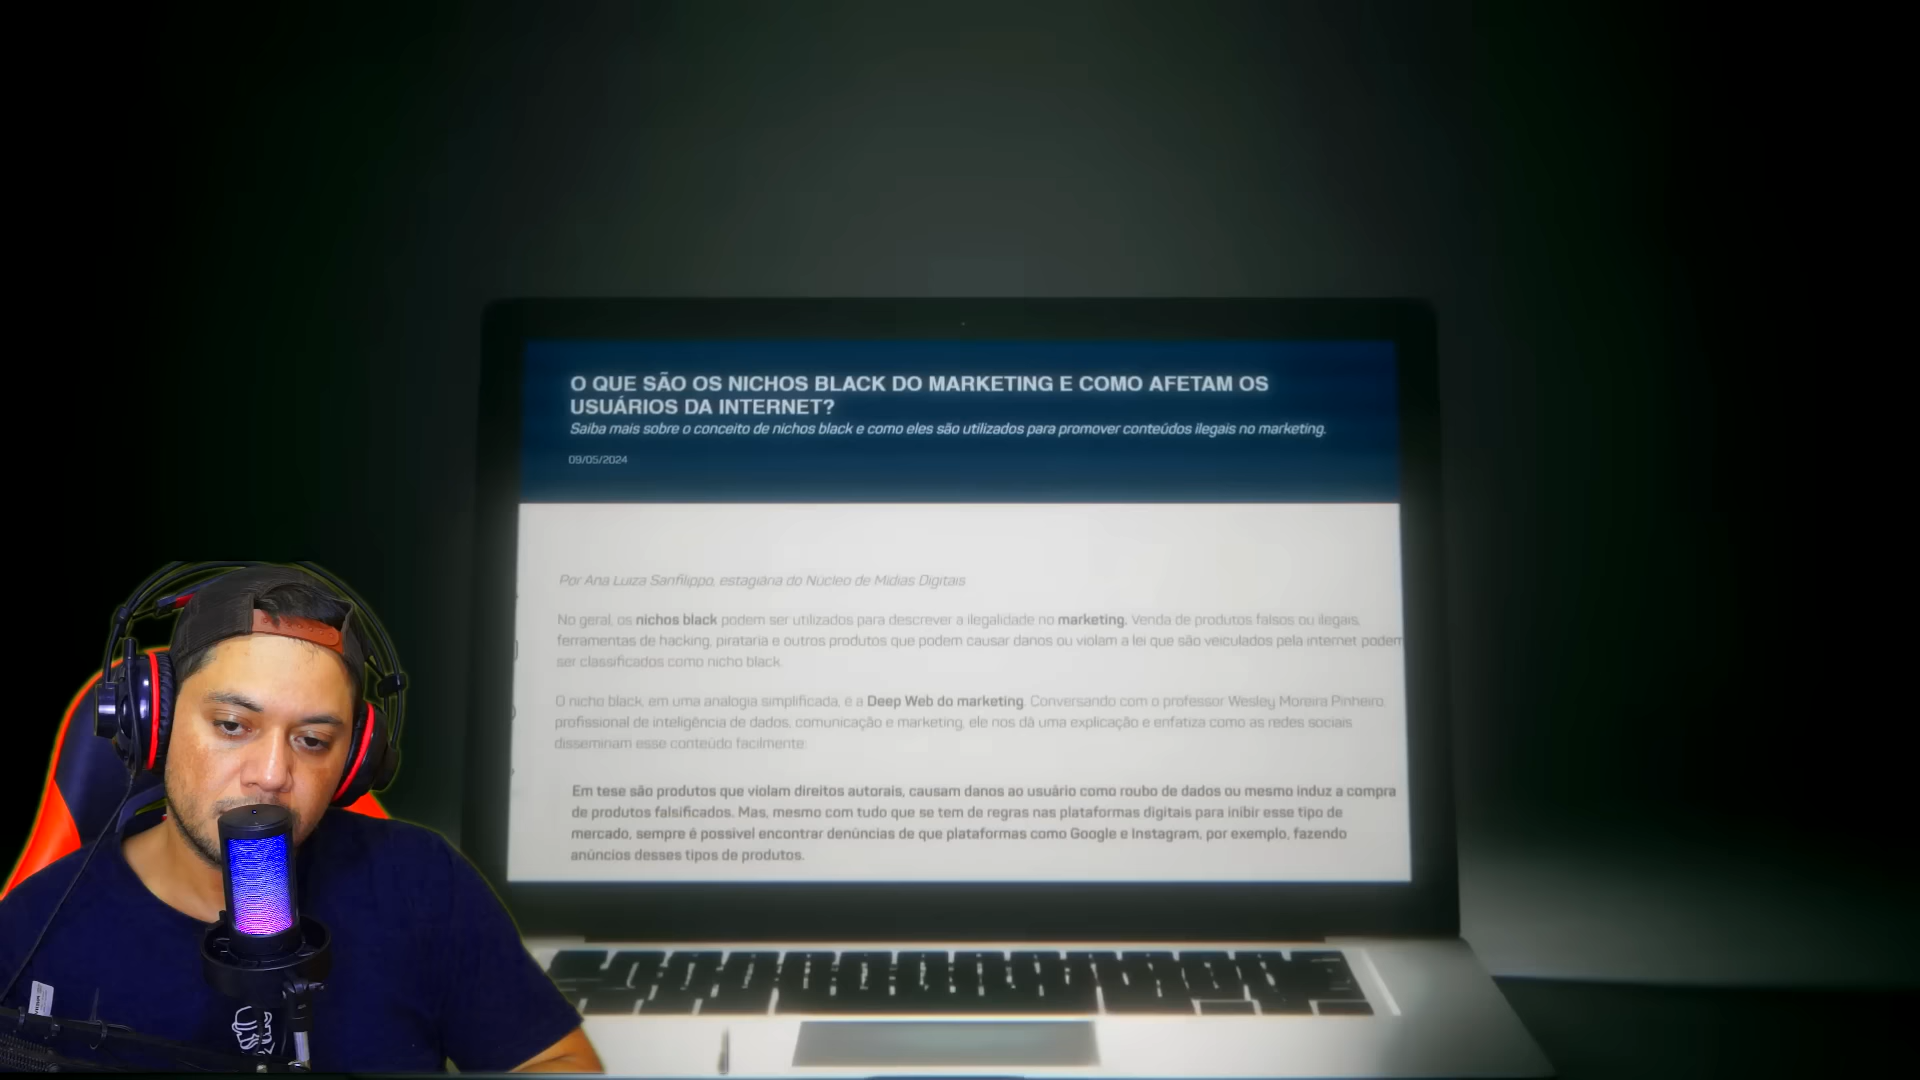 O QUE SÃO OS NICHOS BLACK DO MARKETING E COMO AFETAM OS
USUÁRIOS DA INTERNET?
Saiba mais sobre o conceito de nichos black e como eles são utilizados para promover conteúdos ilegais no marketing.
09/05/2024
Por Ana Luiza Sanfilippo, estagiana do Núcleo de Mídias Digitais
No geral, os nichos black podem ser utilizados para descrever a ilegalidade no marketing. Venda de produtos falsos ou ilegais,
ferramentas de hacking, pirataria e outros produtos que podem causar danos ou violam a lei que são veiculados pela internet podem
ser classificados como nicho black.
O nicho black, em uma analogia simplificada, é a Deep Web do marketing. Conversando com o professor Wesley Moreira Pinheiro,
profissional de inteligência de dados, comunicação e marketing, ele nos dá uma explicação e enfatiza como as redes sociais
disseminam esse conteúdo facilmente:
Em tese são produtos que violam direitos autorais, causam danos ao usuário como roubo de dados ou mesmo induz a compra
de produtos falsificados. Mas, mesmo com tudo que se tem de regras nas plataformas digitais para inibir esse tipo de
mercado, sempre é possivel encontrar denúncias de que plataformas como Google e Instagram, por exemplo, fazendo
anúncios desses tipos de produtos.